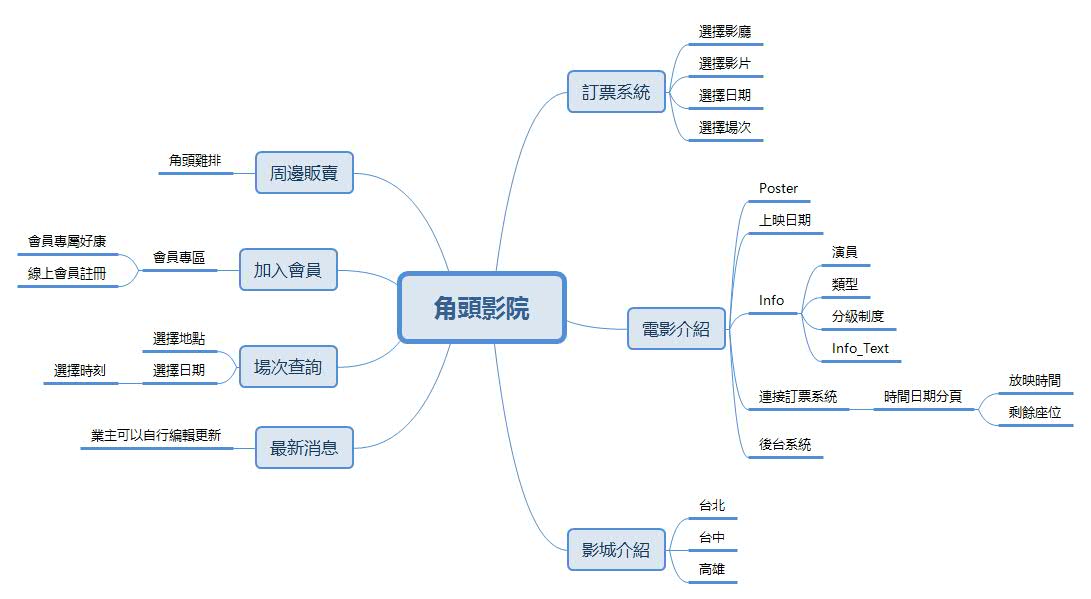 角頭影院
訂票系統
選擇影廳
選擇影片
選擇日期
選擇場次
電影介紹
Poster
上映日期
Info
演員
類型
分級制度
Info_Text
連接訂票系統
時間日期分頁
放映時間
剩餘座位
後台系統
影城介紹
台北
台中
高雄
周邊販賣
角頭雞排
加入會員
會員專區
會員專屬好康
線上會員註冊
場次查詢
選擇地點
選擇日期
選擇時刻
最新消息
業主可以自行編輯更新